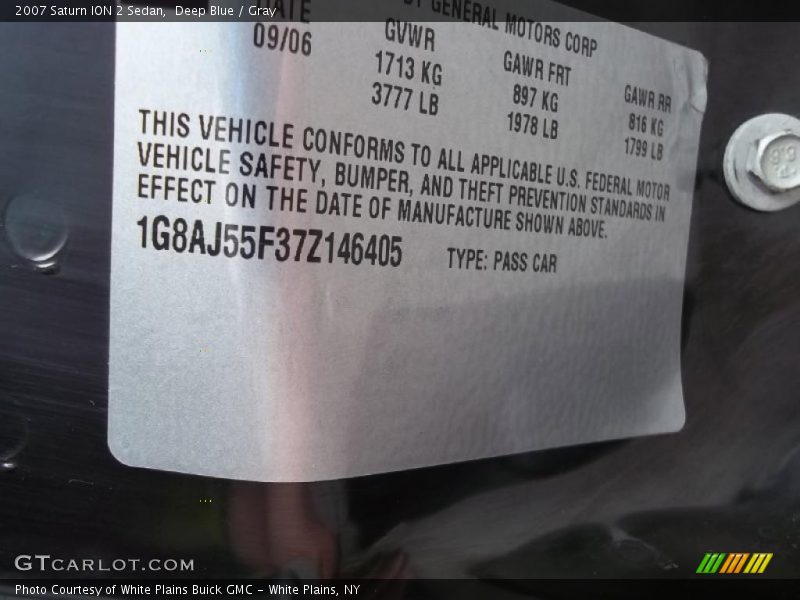 2007 Saturn ION 2 Sedan, Deep Blue / Gray
GENERAL MOTORS CORP
09/06 GVWR GAWR FRT GAWR RR
1713 KG 897 KG 816 KG
3777 LB 1978 LB 1799 LB
THIS VEHICLE CONFORMS TO ALL APPLICABLE U.S. FEDERAL MOTOR
VEHICLE SAFETY, BUMPER, AND THEFT PREVENTION STANDARDS IN
EFFECT ON THE DATE OF MANUFACTURE SHOWN ABOVE.
1G8AJ55F37Z146405 TYPE: PASS CAR
GTCARLOT.COM
Photo Courtesy of White Plains Buick GMC - White Plains, NY